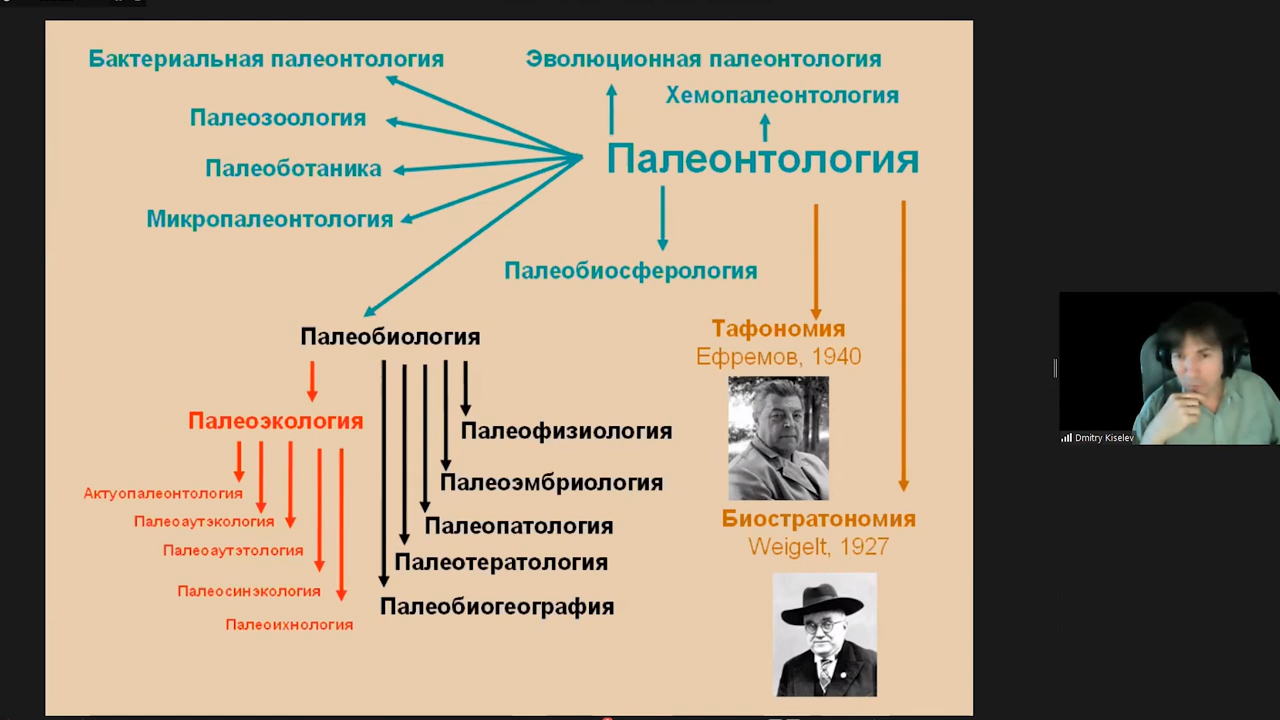 Бактериальная палеонтология
Эволюционная палеонтология
Хемопалеонтология
Палеозоология
Палеонтология
Палеоботаника
Микропалеонтология
Палеобиосферология
Палеобиология
Тафономия
Ефремов, 1940
Палеоэкология
Палеофизиология
Палеоэмбриология
Палеопатология
Палеотератология
Палеобиогеография
Актуопалеонтология
Палеоаутэкология
Палеоаутэтология
Палеосинэкология
Палеоихнология
Биостратономия
Weigelt, 1927
Dmitry Kiselev